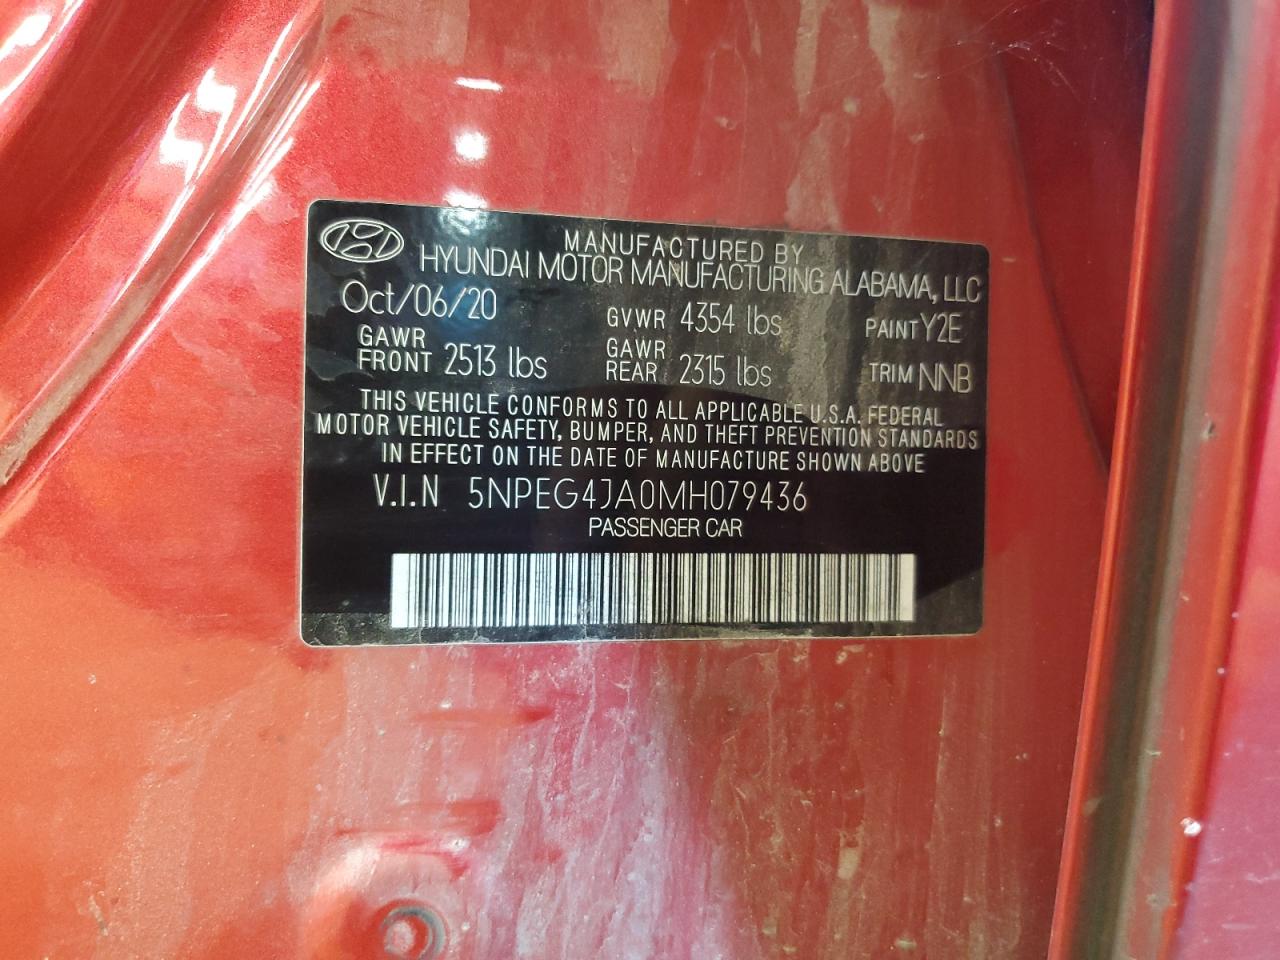 MANUFACTURED BY
HYUNDAI MOTOR MANUFACTURING ALABAMA, LLC
Oct/06/20 GVWR 4354 lbs PAINT Y2E
GAWR FRONT 2513 lbs GAWR REAR 2315 lbs TRIM NNB
THIS VEHICLE CONFORMS TO ALL APPLICABLE U.S.A. FEDERAL
MOTOR VEHICLE SAFETY, BUMPER, AND THEFT PREVENTION STANDARDS
IN EFFECT ON THE DATE OF MANUFACTURE SHOWN ABOVE
V.I.N 5NPEG4JA0MH079436
PASSENGER CAR